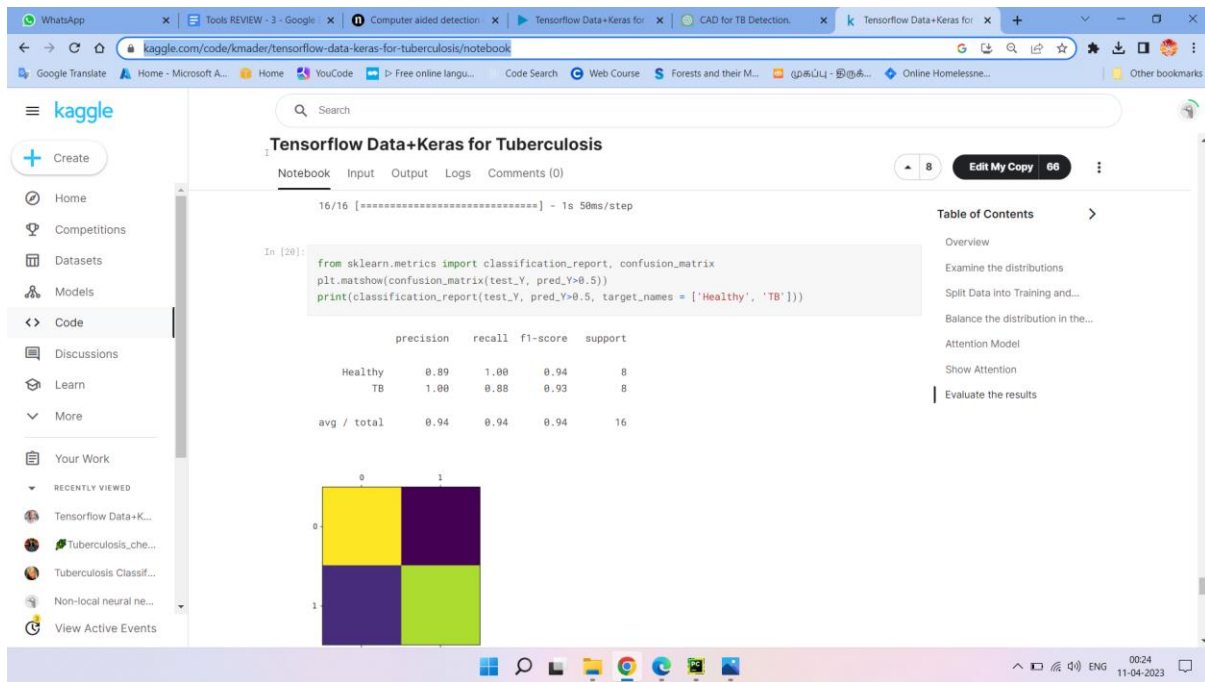 WhatsApp
Tools REVIEW - 3 - Google
Computer aided detection
Tensorflow Data+Keras for
CAD for TB Detection.
Tensorflow Data+Keras for
kaggle.com/code/kmader/tensorflow-data-keras-for-tuberculosis/notebook
Google Translate
Home - Microsoft A...
Home
YouCode
Free online langu...
Code Search
Web Course
Forests and their M...
முகப்பு - இருக்...
Online Homelessne...
Other bookmarks
kaggle
Search
Tensorflow Data+Keras for Tuberculosis
8
Edit My Copy 66
Notebook Input Output Logs Comments (0)
Create
Home
Competitions
Datasets
Models
Code
Discussions
Learn
More
Your Work
RECENTLY VIEWED
Tensorflow Data+K...
Tuberculosis_che...
Tuberculosis Classif...
Non-local neural ne...
View Active Events
16/16 [==============================] - 1s 50ms/step
In [20]:
from sklearn.metrics import classification_report, confusion_matrix
plt.matshow(confusion_matrix(test_Y, pred_Y>0.5))
print(classification_report(test_Y, pred_Y>0.5, target_names = ['Healthy', 'TB']))
precision recall f1-score support
Healthy 0.89 1.00 0.94 8
TB 1.00 0.88 0.93 8
avg / total 0.94 0.94 0.94 16
0 1
0
1
Table of Contents
Overview
Examine the distributions
Split Data into Training and...
Balance the distribution in the...
Attention Model
Show Attention
Evaluate the results
ENG
00:24
11-04-2023